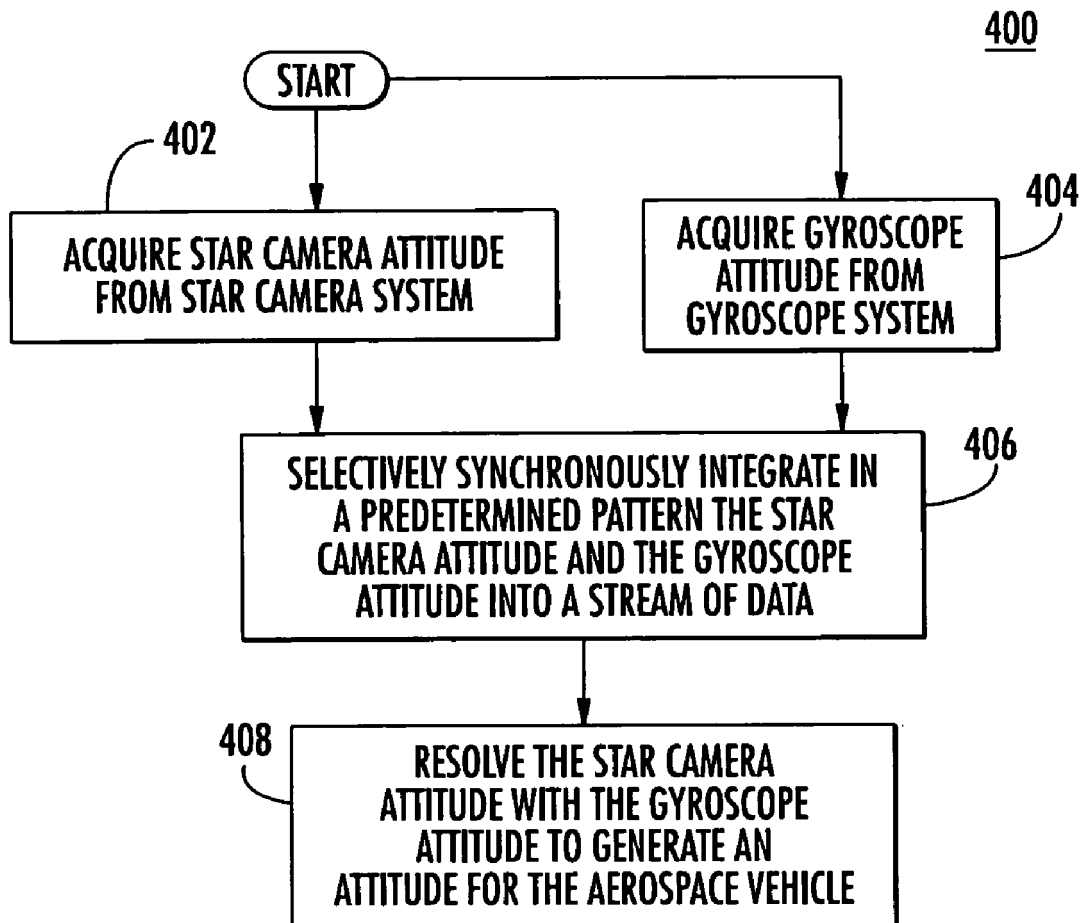 400
START
402
404
ACQUIRE STAR CAMERA ATTITUDE
FROM STAR CAMERA SYSTEM
ACQUIRE GYROSCOPE
ATTITUDE FROM
GYROSCOPE SYSTEM
406
SELECTIVELY SYNCHRONOUSLY INTEGRATE IN
A PREDETERMINED PATTERN THE STAR
CAMERA ATTITUDE AND THE GYROSCOPE
ATTITUDE INTO A STREAM OF DATA
408
RESOLVE THE STAR CAMERA
ATTITUDE WITH THE GYROSCOPE
ATTITUDE TO GENERATE AN
ATTITUDE FOR THE AEROSPACE VEHICLE